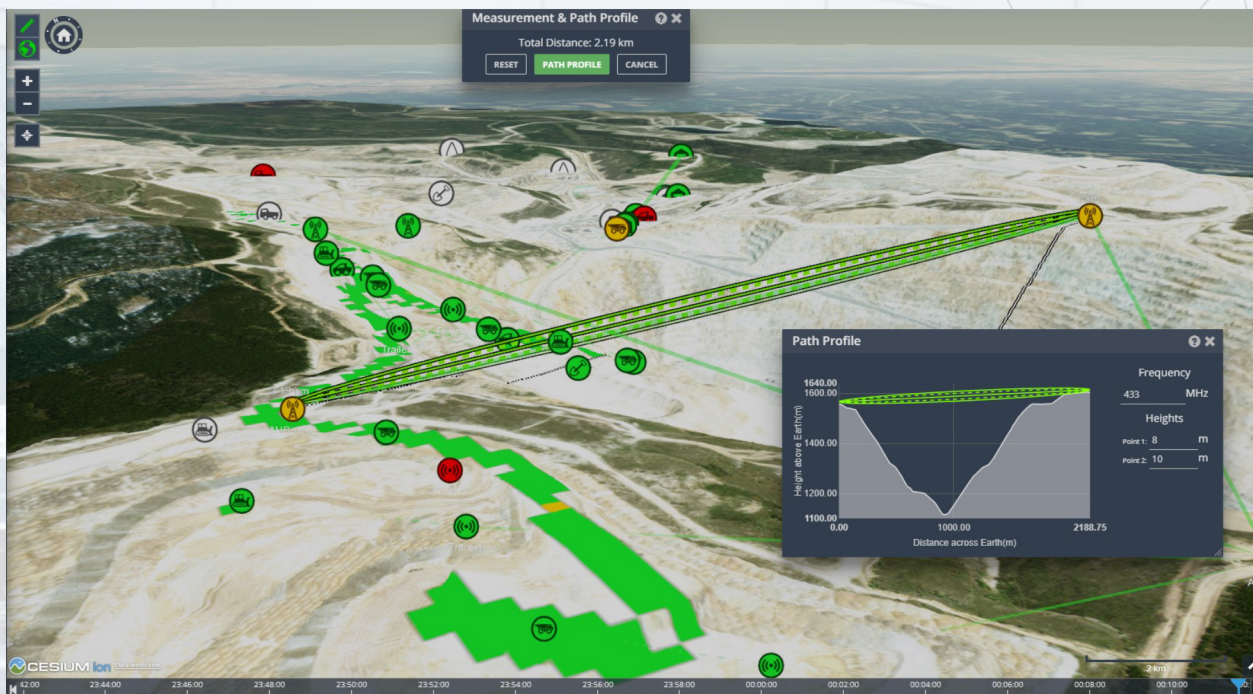 Measurement & Path Profile
Total Distance: 2.19 km
RESET
PATH PROFILE
CANCEL
Path Profile
1640.00
1600.00
1400.00
1200.00
1100.00
Height above Earth(m)
0.00
1000.00
2188.75
Distance across Earth(m)
Frequency
433 MHz
Heights
Point 1: 8 m
Point 2: 10 m
CESIUM ion
2 km
42:00
23:44:00
23:46:00
23:48:00
23:50:00
23:52:00
23:54:00
23:56:00
23:58:00
00:00:00
00:02:00
00:04:00
00:06:00
00:08:00
00:10:00